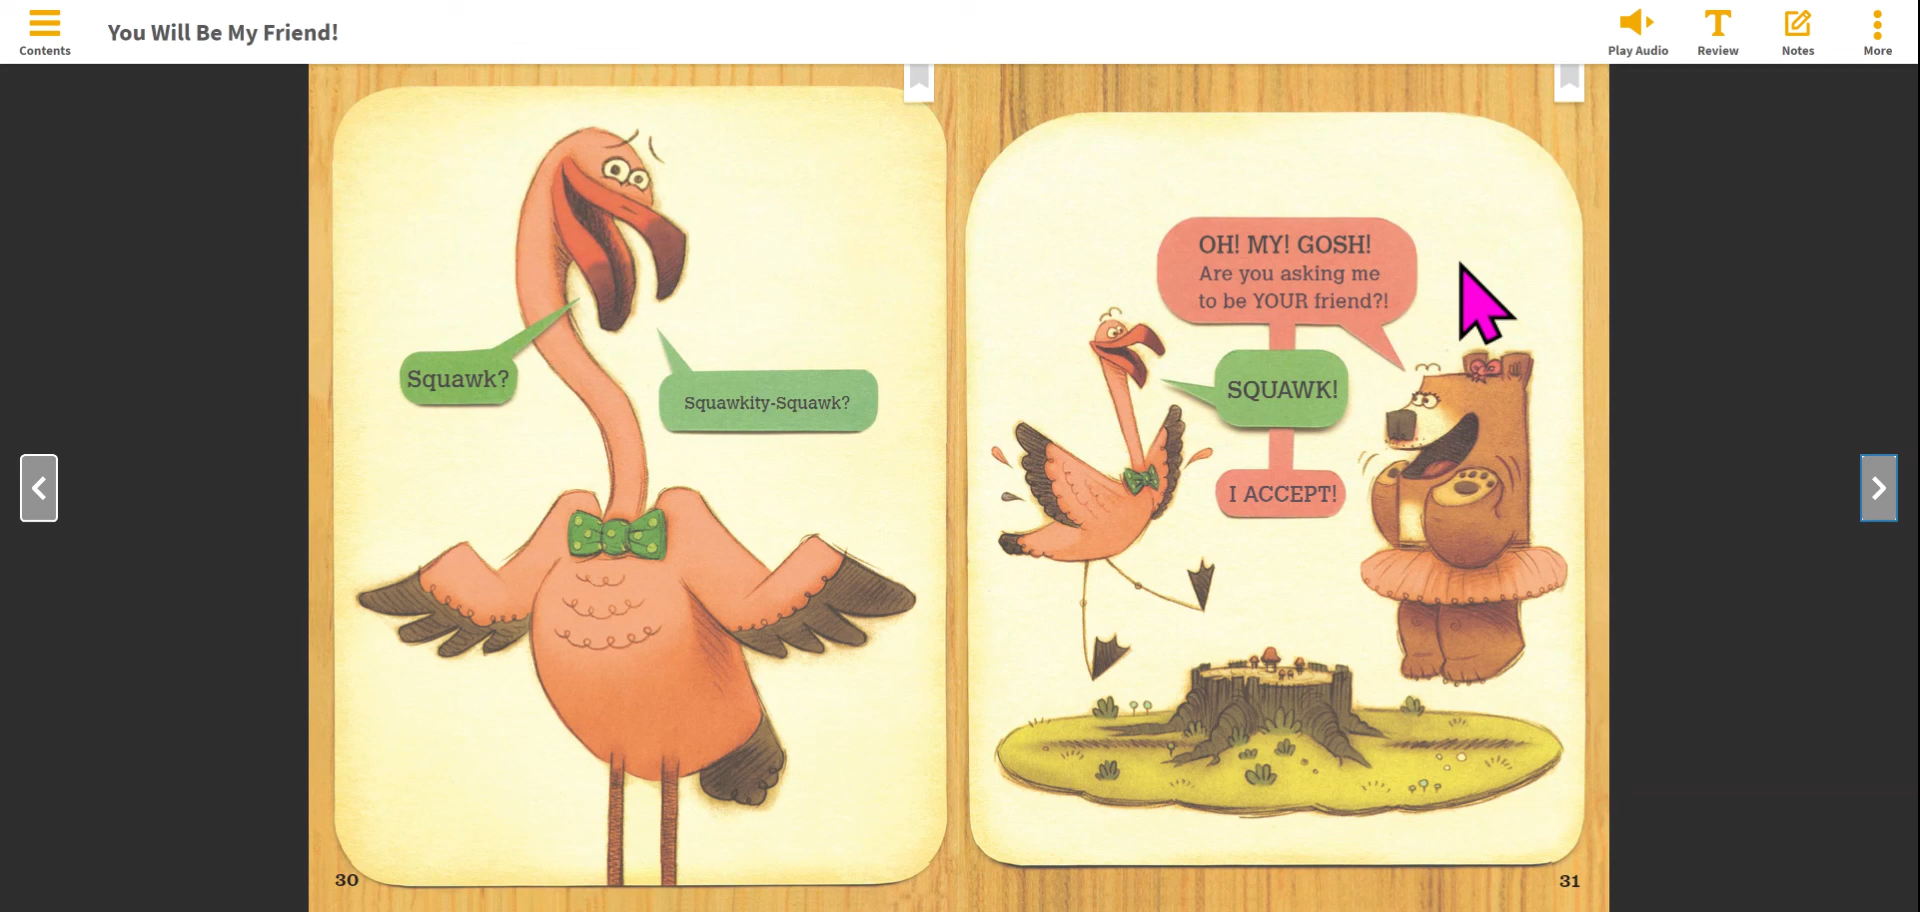 Contents
You Will Be My Friend!
Play Audio
Review
Notes
More
Squawk?
Squawkity-Squawk?
30
OH! MY! GOSH!
Are you asking me
to be YOUR friend?!
SQUAWK!
I ACCEPT!
31